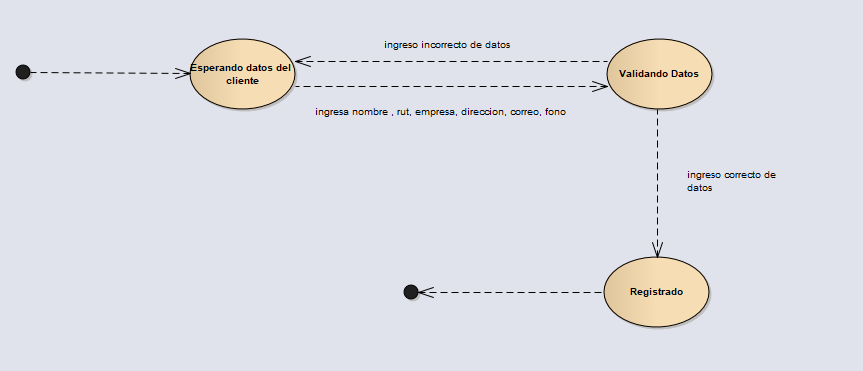 ingreso incorrecto de datos
Esperando datos del
cliente
Validando Datos
ingresa nombre , rut, empresa, direccion, correo, fono
ingreso correcto de
datos
Registrado